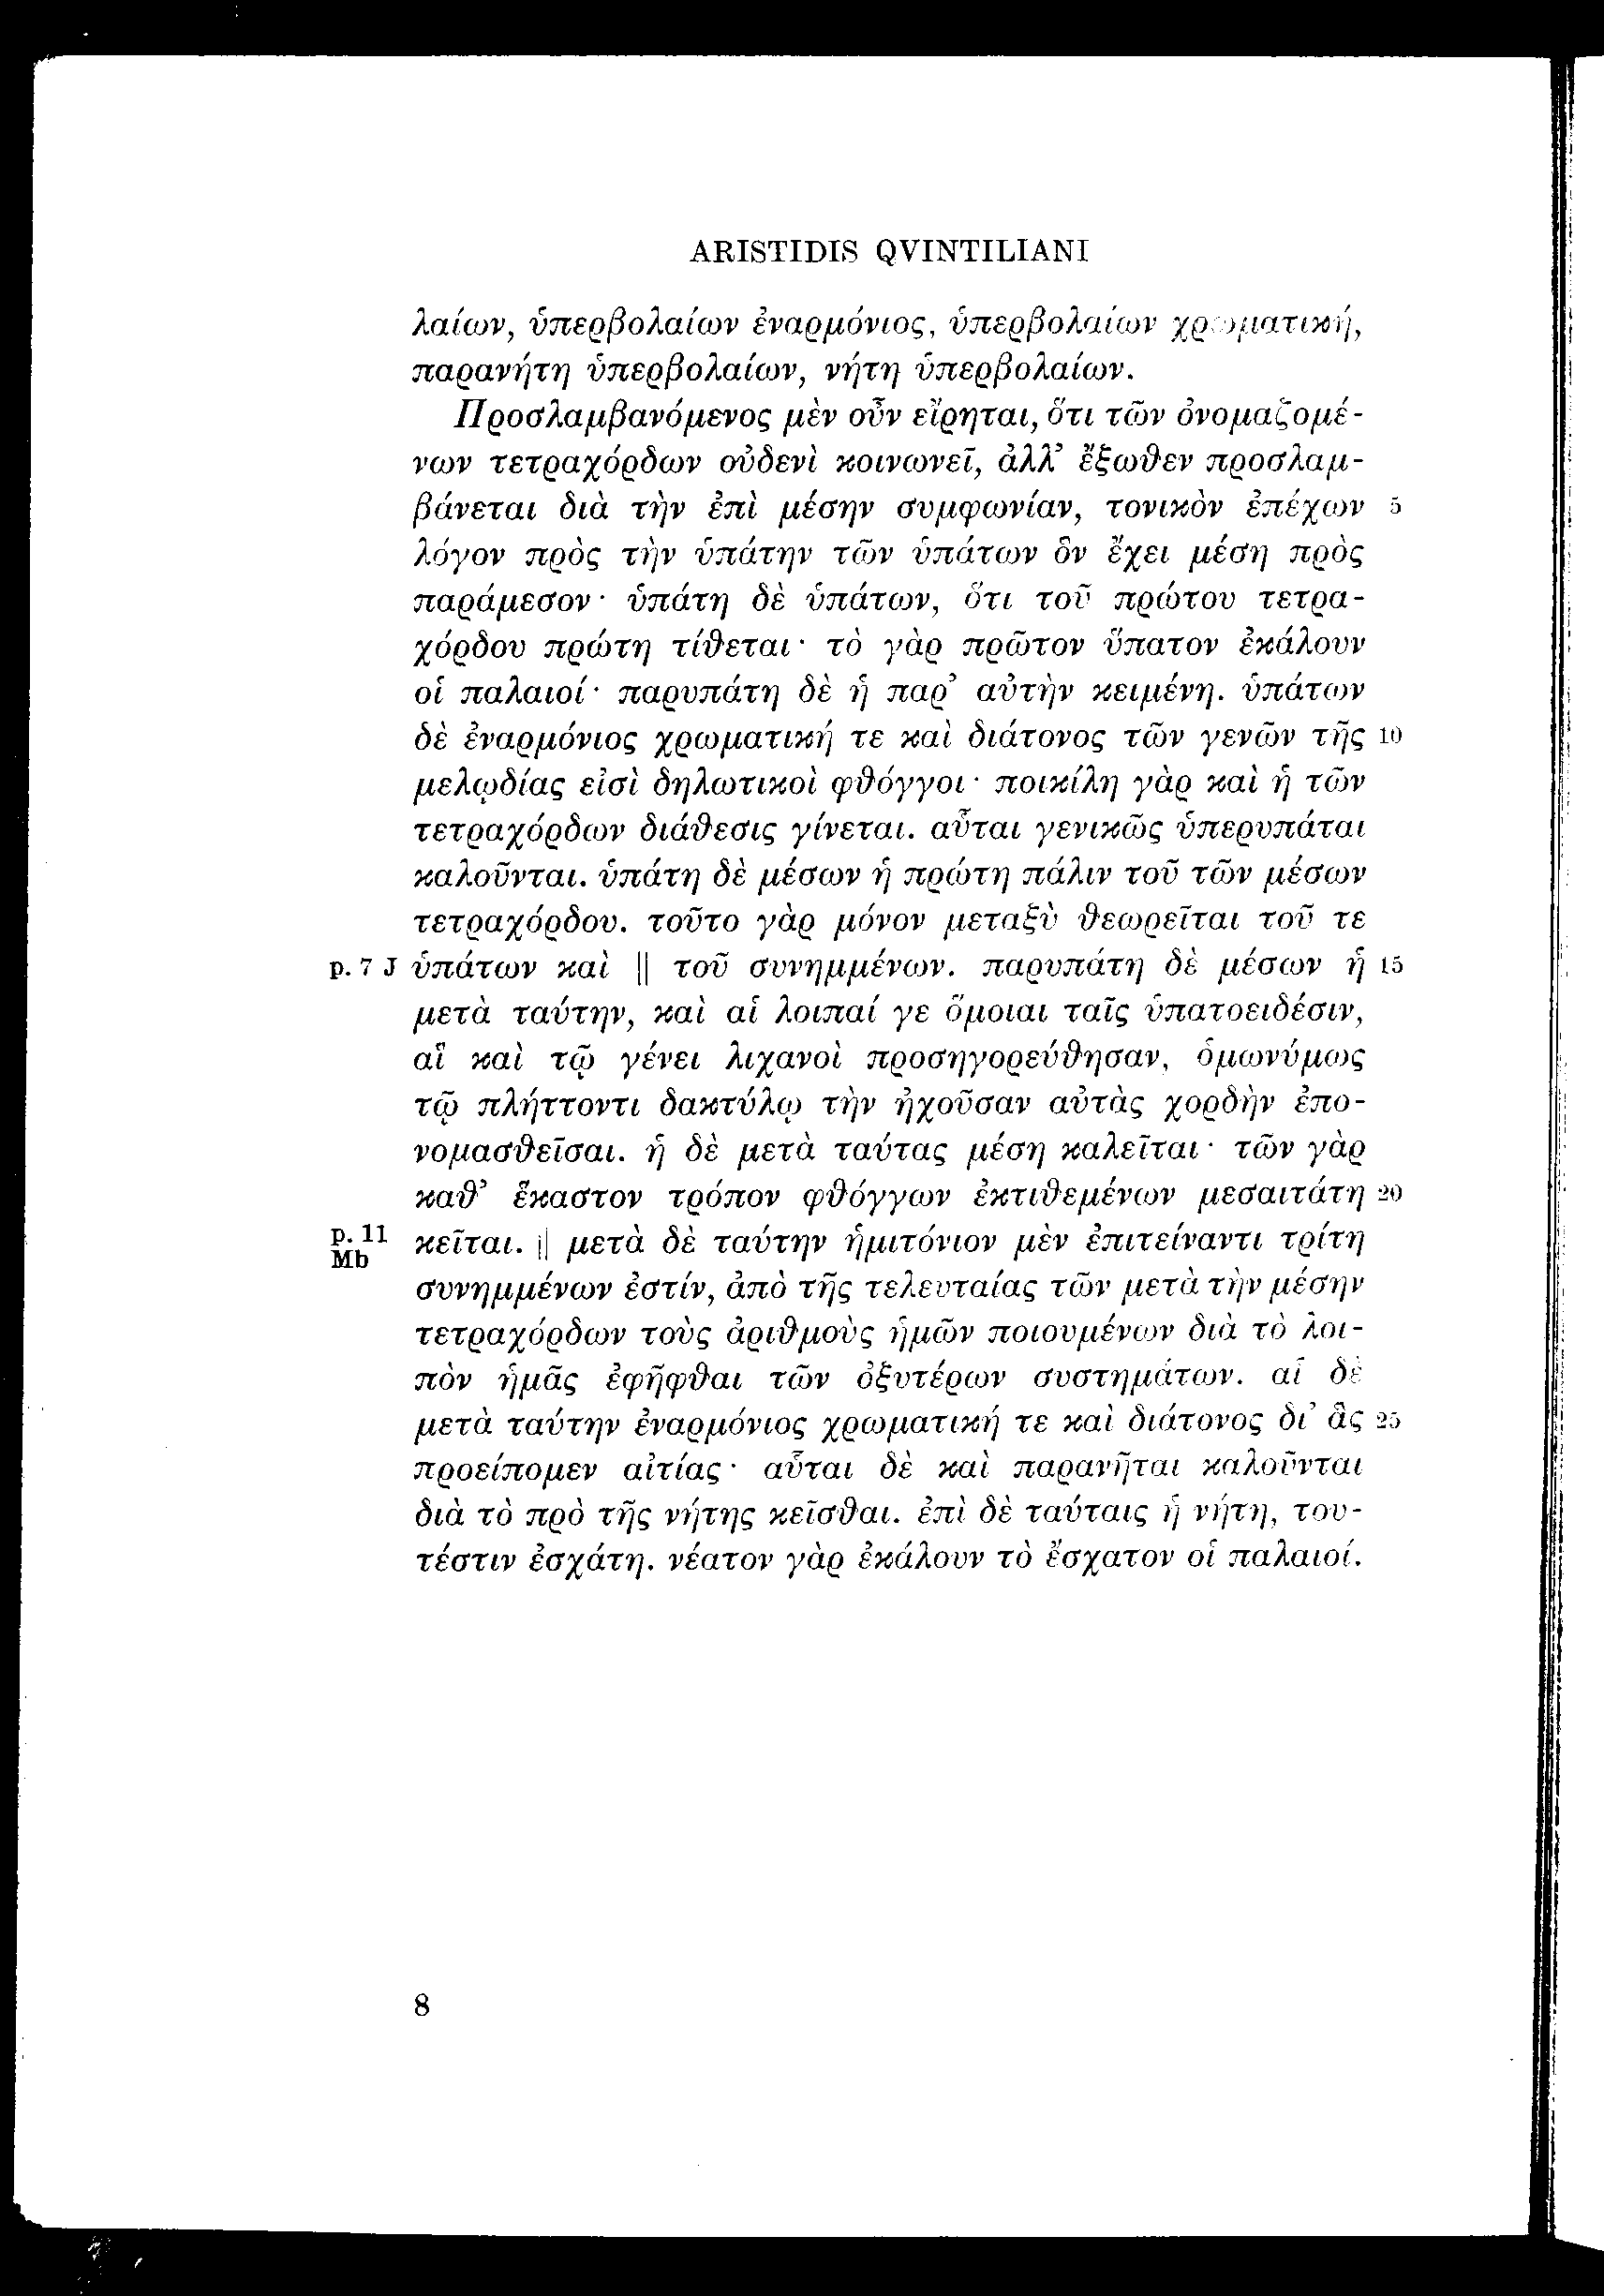 ARISTIDIS QVINTILIANI
λαίων, ὑπερβολαίων ἐναρμόνιος, ὑπερβολαίων χρωματική,
παρανήτη ὑπερβολαίων, νήτη ὑπερβολαίων.
Προσλαμβανόμενος μὲν οὖν εἴρηται, ὅτι τῶν ὀνομαζομέ-
νων τετραχόρδων οὐδενὶ κοινωνεῖ, ἀλλ’ ἔξωθεν προσλαμ-
βάνεται διὰ τὴν ἐπὶ μέσην συμφωνίαν, τονικὸν ἐπέχων 5
λόγον πρὸς τὴν ὑπάτην τῶν ὑπάτων ὃν ἔχει μέση πρὸς
παράμεσον· ὑπάτη δὲ ὑπάτων, ὅτι τοῦ πρώτου τετρα-
χόρδου πρώτη τίθεται· τὸ γὰρ πρῶτον ὕπατον ἐκάλουν
οἱ παλαιοί· παρυπάτη δὲ ἡ παρ’ αὐτὴν κειμένη. ὑπάτων
δὲ ἐναρμόνιος χρωματική τε καὶ διάτονος τῶν γενῶν τῆς 10
μελῳδίας εἰσὶ δηλωτικοὶ φθόγγοι· ποικίλη γὰρ καὶ ἡ τῶν
τετραχόρδων διάθεσις γίνεται. αὗται γενικῶς ὑπερυπάται
καλοῦνται. ὑπάτη δὲ μέσων ἡ πρώτη πάλιν τοῦ τῶν μέσων
τετραχόρδου. τοῦτο γὰρ μόνον μεταξὺ θεωρεῖται τοῦ τε
p. 7 J ὑπάτων καὶ || τοῦ συνημμένων. παρυπάτη δὲ μέσων ἡ 15
μετὰ ταύτην, καὶ αἱ λοιπαί γε ὅμοιαι ταῖς ὑπατοειδέσιν,
αἳ καὶ τῷ γένει λιχανοὶ προσηγορεύθησαν, ὁμωνύμως
τῷ πλήττοντι δακτύλῳ τὴν ἠχοῦσαν αὐτὰς χορδὴν ἐπο-
νομασθεῖσαι. ἡ δὲ μετὰ ταύτας μέση καλεῖται· τῶν γὰρ
καθ’ ἕκαστον τρόπον φθόγγων ἐκτιθεμένων μεσαιτάτη 20
p. 11 Mb κεῖται. || μετὰ δὲ ταύτην ἡμιτόνιον μὲν ἐπιτείναντι τρίτη
συνημμένων ἐστίν, ἀπὸ τῆς τελευταίας τῶν μετὰ τὴν μέσην
τετραχόρδων τοὺς ἀριθμοὺς ἡμῶν ποιουμένων διὰ τὸ λοι-
πὸν ἡμᾶς ἐφῆφθαι τῶν ὀξυτέρων συστημάτων. αἱ δὲ
μετὰ ταύτην ἐναρμόνιος χρωματική τε καὶ διάτονος δι’ ἃς 25
προείπομεν αἰτίας· αὗται δὲ καὶ παρανῆται καλοῦνται
διὰ τὸ πρὸ τῆς νήτης κεῖσθαι. ἐπὶ δὲ ταύταις ἡ νήτη, του-
τέστιν ἐσχάτη. νέατον γὰρ ἐκάλουν τὸ ἔσχατον οἱ παλαιοί.
8